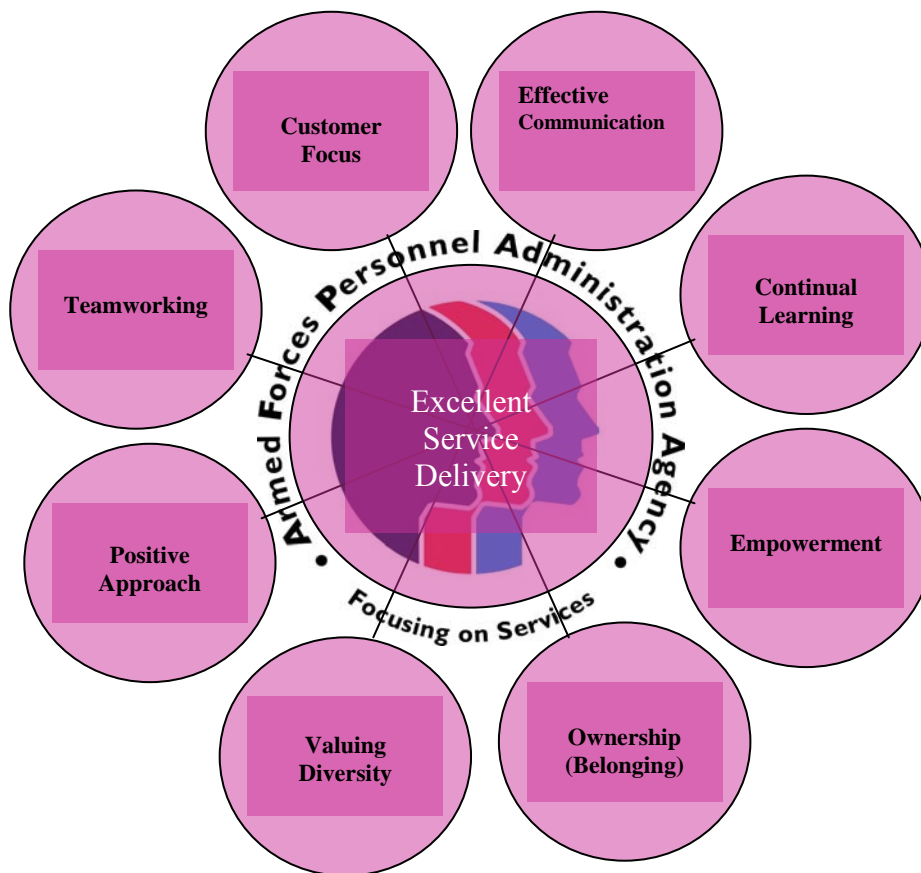 Customer
Focus
Effective
Communication
Teamworking
Continual
Learning
• Armed Forces Personnel Administration Agency •
Excellent
Service
Delivery
Positive
Approach
Empowerment
Focusing on Services
Valuing
Diversity
Ownership
(Belonging)